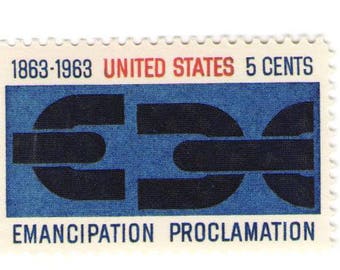 1863-1963 UNITED STATES 5 CENTS
EMANCIPATION PROCLAMATION